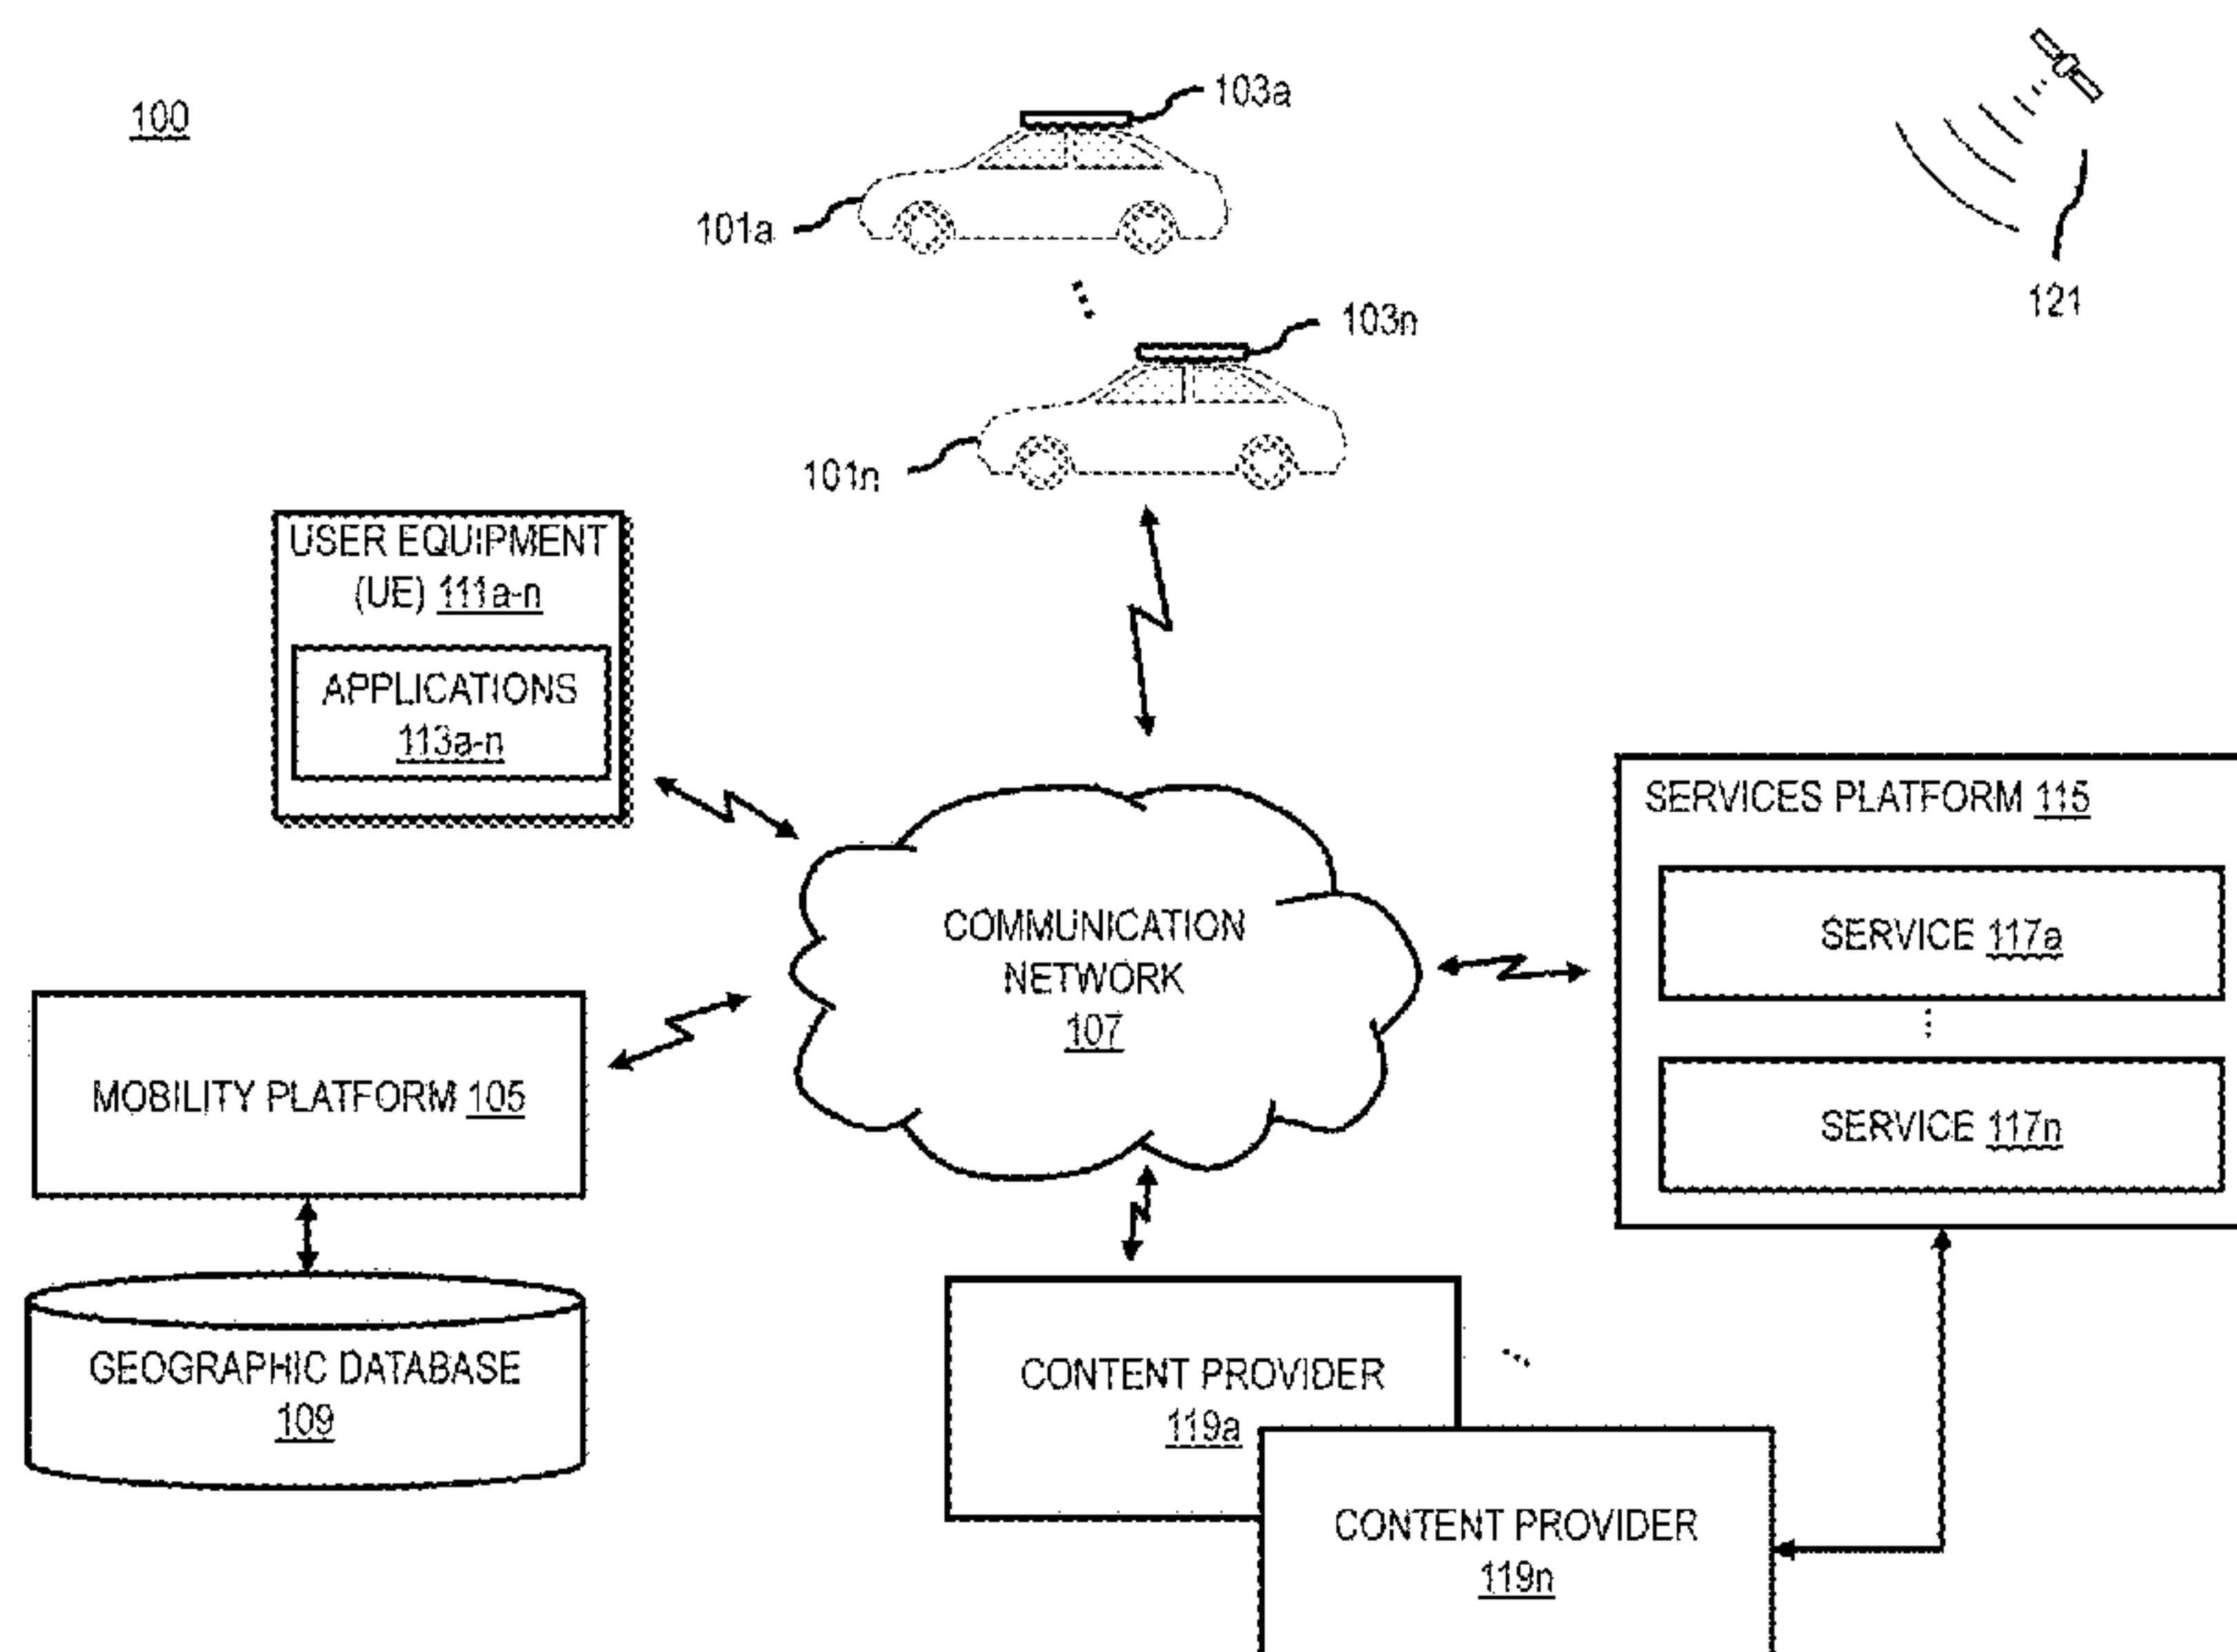 100
103a
101a
121
103n
101n
USER EQUIPMENT
(UE) 111a-n
APPLICATIONS
113a-n
SERVICES PLATFORM 115
SERVICE 117a
SERVICE 117n
COMMUNICATION
NETWORK
107
MOBILITY PLATFORM 105
GEOGRAPHIC DATABASE
109
CONTENT PROVIDER
119a
CONTENT PROVIDER
119n